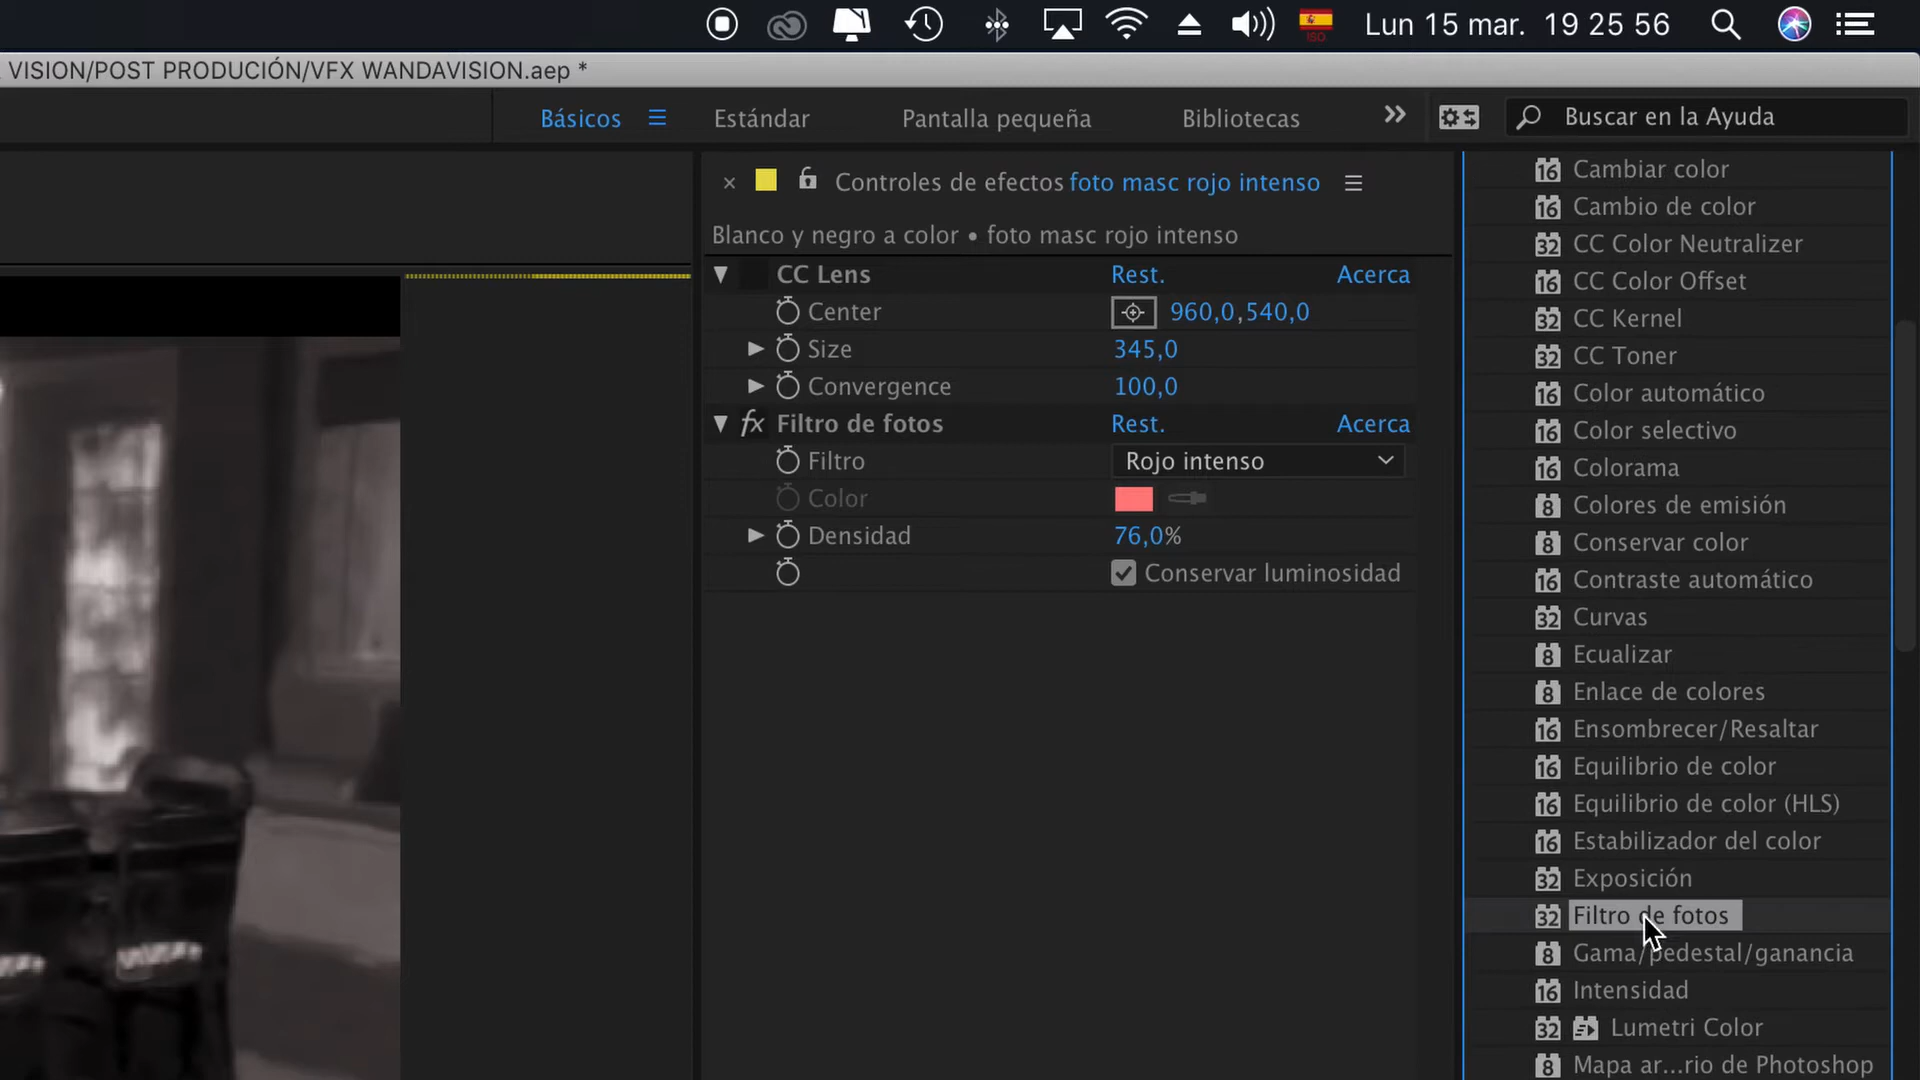 ISO
Lun 15 mar. 19 25 56
VISION/POST PRODUCIÓN/VFX WANDAVISION.aep *
Básicos
Estándar
Pantalla pequeña
Bibliotecas
Buscar en la Ayuda
Controles de efectos foto masc rojo intenso
Blanco y negro a color • foto masc rojo intenso
CC Lens Rest. Acerca
Center 960,0,540,0
Size 345,0
Convergence 100,0
fx Filtro de fotos Rest. Acerca
Filtro Rojo intenso
Color
Densidad 76,0%
Conservar luminosidad
16 Cambiar color
16 Cambio de color
32 CC Color Neutralizer
16 CC Color Offset
32 CC Kernel
32 CC Toner
16 Color automático
16 Color selectivo
16 Colorama
8 Colores de emisión
8 Conservar color
16 Contraste automático
32 Curvas
8 Ecualizar
8 Enlace de colores
16 Ensombrecer/Resaltar
16 Equilibrio de color
16 Equilibrio de color (HLS)
16 Estabilizador del color
32 Exposición
32 Filtro de fotos
8 Gama/pedestal/ganancia
16 Intensidad
32 Lumetri Color
8 Mapa ar...rio de Photoshop